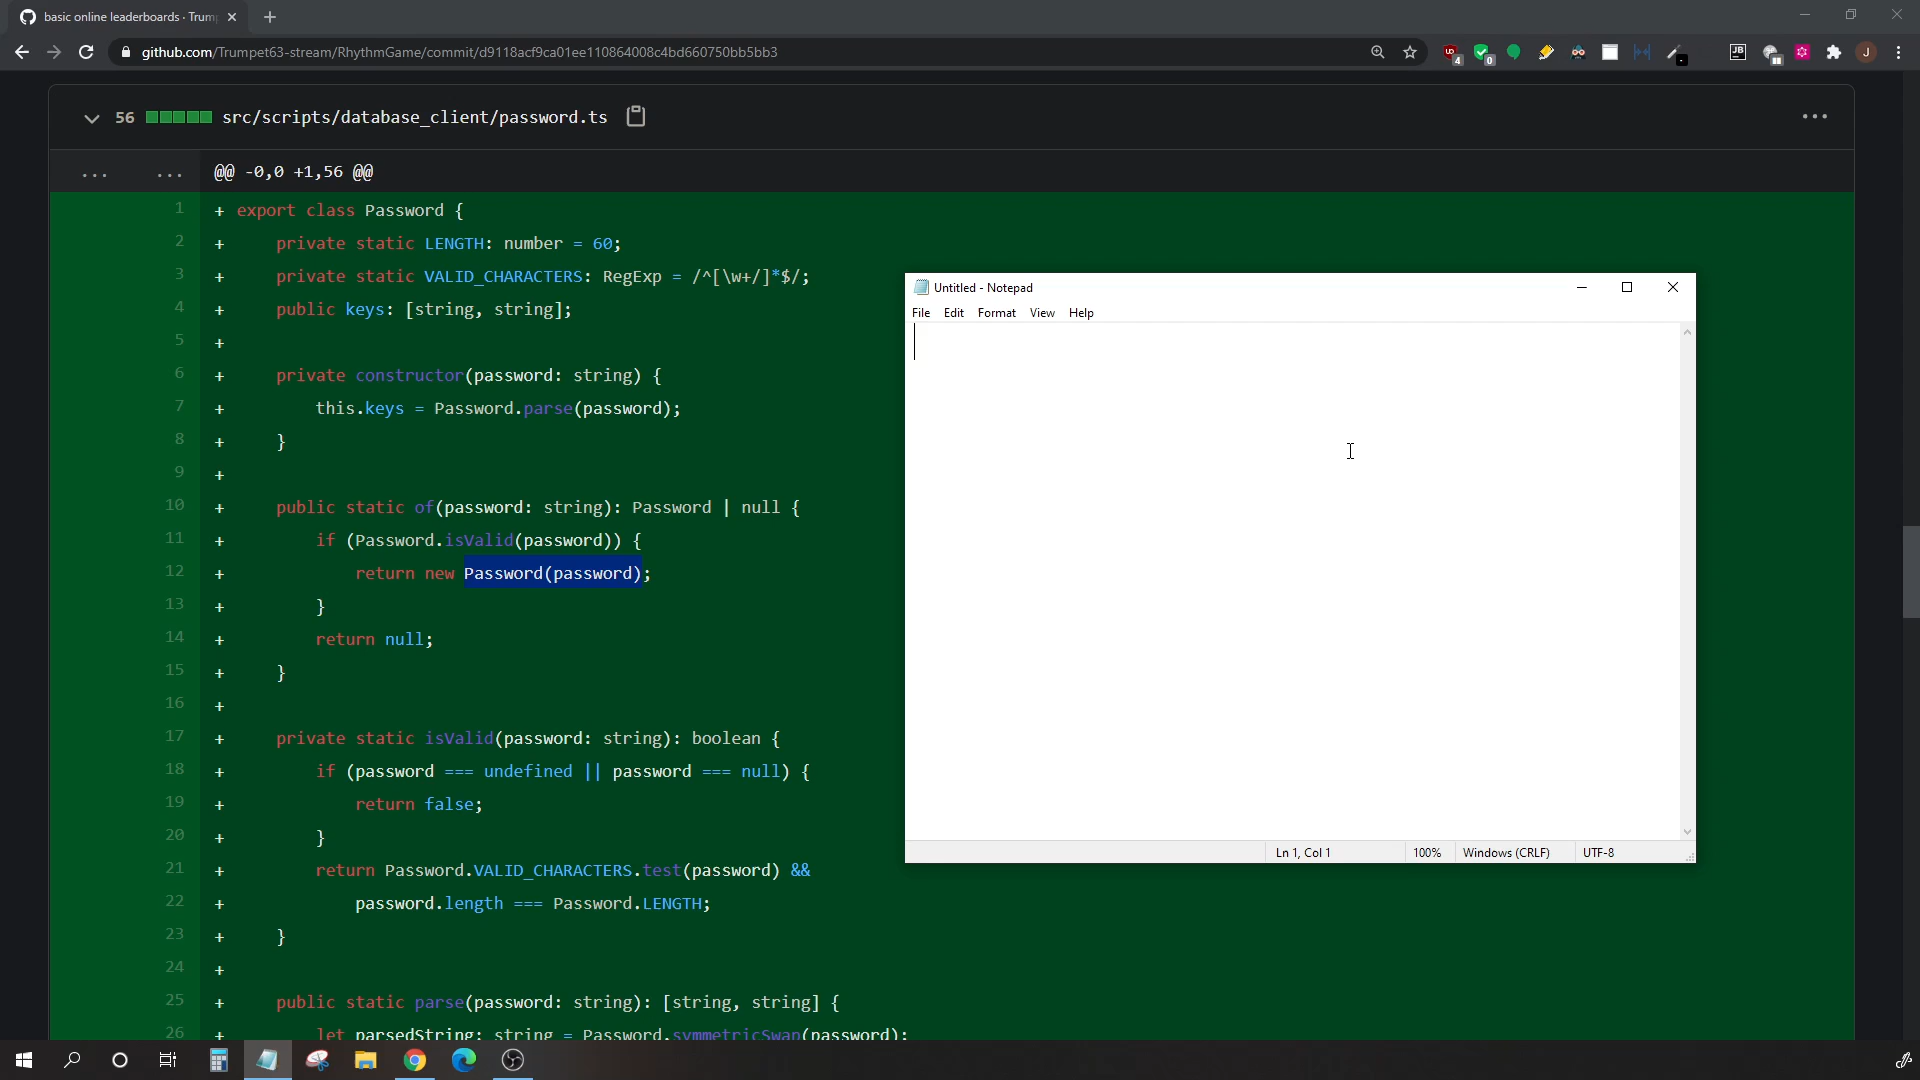 basic online leaderboards · Trump
github.com/Trumpet63-stream/RhythmGame/commit/d9118acf9ca01ee110864008c4bd660750bb5bb3
4
0
JB
J
56 src/scripts/database_client/password.ts
... ... @@ -0,0 +1,56 @@
1 + export class Password {
2 + private static LENGTH: number = 60;
3 + private static VALID_CHARACTERS: RegExp = /^[\w+/]*$/;
4 + public keys: [string, string];
5 +
6 + private constructor(password: string) {
7 + this.keys = Password.parse(password);
8 + }
9 +
10 + public static of(password: string): Password | null {
11 + if (Password.isValid(password)) {
12 + return new Password(password);
13 + }
14 + return null;
15 + }
16 +
17 + private static isValid(password: string): boolean {
18 + if (password === undefined || password === null) {
19 + return false;
20 + }
21 + return Password.VALID_CHARACTERS.test(password) &&
22 + password.length === Password.LENGTH;
23 + }
24 +
25 + public static parse(password: string): [string, string] {
26 + let parsedString: string = Password.symmetricSwap(password);
Untitled - Notepad
File Edit Format View Help
Ln 1, Col 1 100% Windows (CRLF) UTF-8